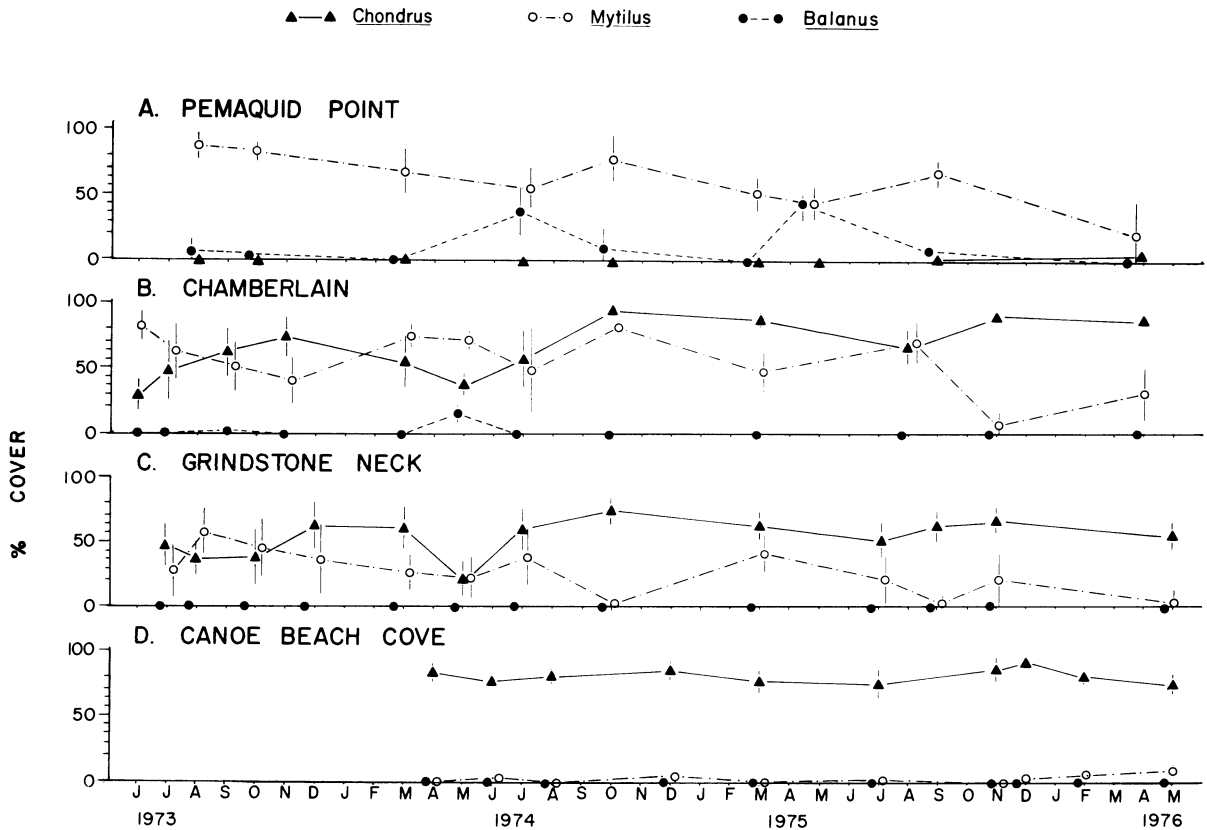 Chondrus Mytilus Balanus
A. PEMAQUID POINT
100
50
0
B. CHAMBERLAIN
100
50
0
C. GRINDSTONE NECK
100
50
0
D. CANOE BEACH COVE
100
50
0
% COVER
J J A S O N D J F M A M J J A S O N D J F M A M J J A S O N D F M A M
1973 1974 1975 1976